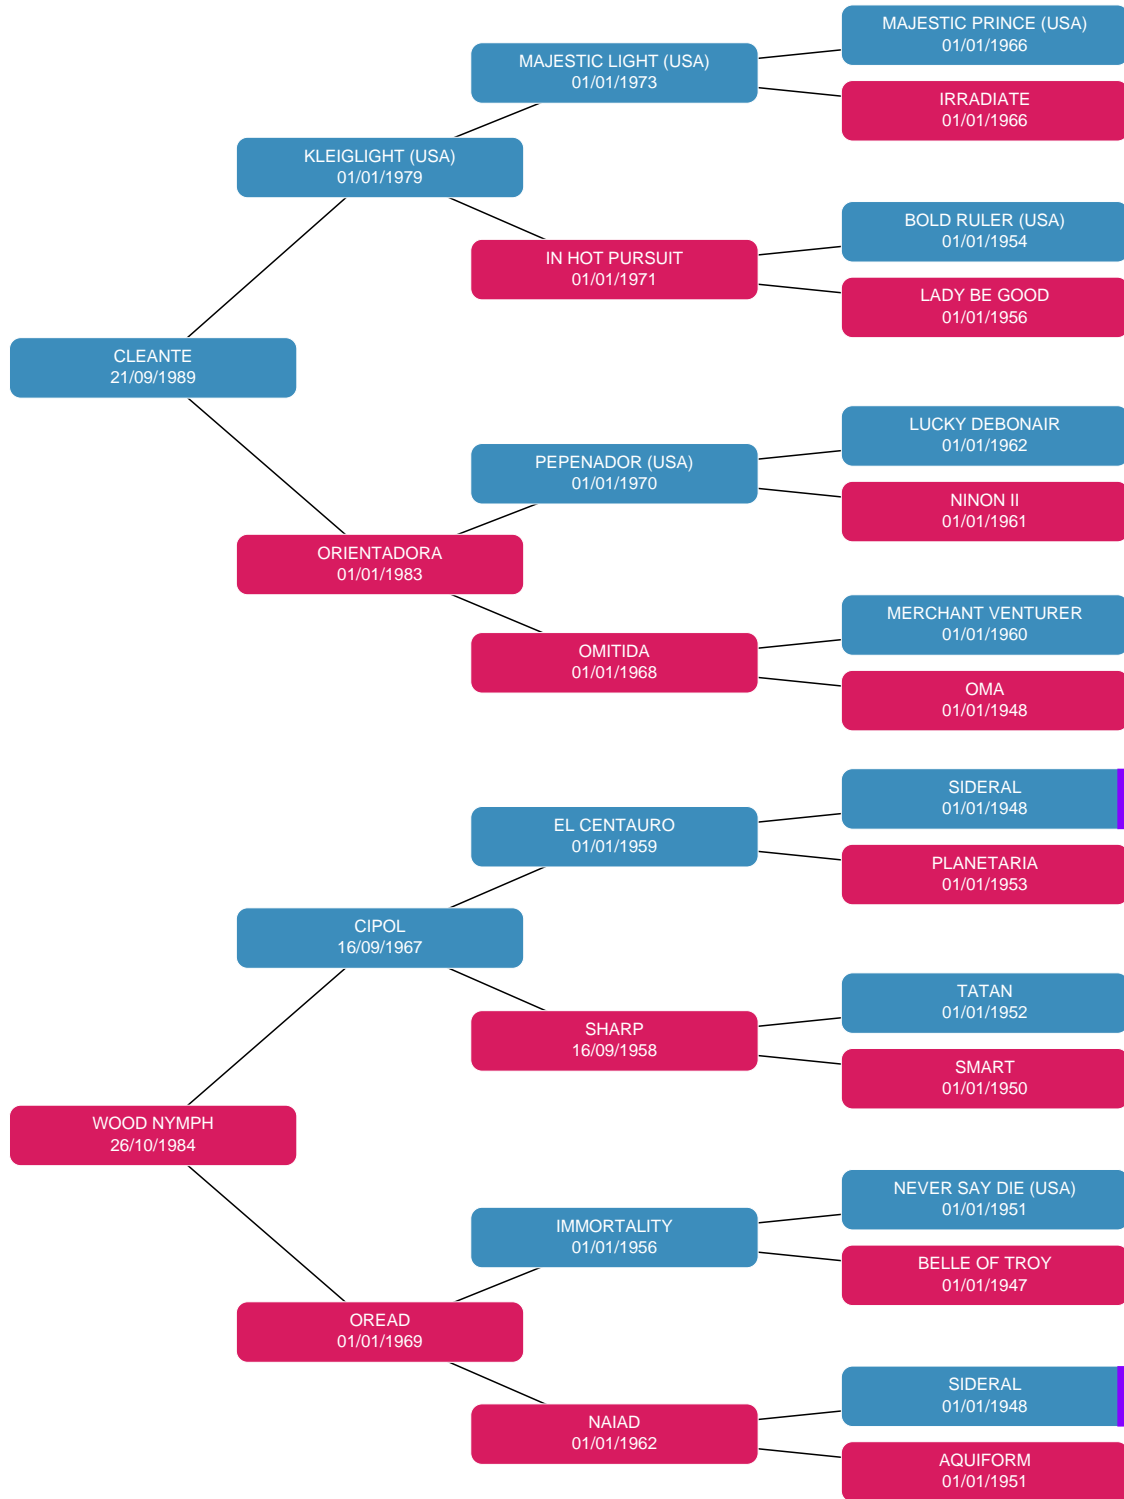 MAJESTIC PRINCE (USA)
01/01/1966
MAJESTIC LIGHT (USA)
01/01/1973
IRRADIATE
01/01/1966
KLEIGLIGHT (USA)
01/01/1979
BOLD RULER (USA)
01/01/1954
IN HOT PURSUIT
01/01/1971
LADY BE GOOD
01/01/1956
CLEANTE
21/09/1989
LUCKY DEBONAIR
01/01/1962
PEPENADOR (USA)
01/01/1970
NINON II
01/01/1961
ORIENTADORA
01/01/1983
MERCHANT VENTURER
01/01/1960
OMITIDA
01/01/1968
OMA
01/01/1948
SIDERAL
01/01/1948
EL CENTAURO
01/01/1959
PLANETARIA
01/01/1953
CIPOL
16/09/1967
TATAN
01/01/1952
SHARP
16/09/1958
SMART
01/01/1950
WOOD NYMPH
26/10/1984
NEVER SAY DIE (USA)
01/01/1951
IMMORTALITY
01/01/1956
BELLE OF TROY
01/01/1947
OREAD
01/01/1969
SIDERAL
01/01/1948
NAIAD
01/01/1962
AQUIFORM
01/01/1951